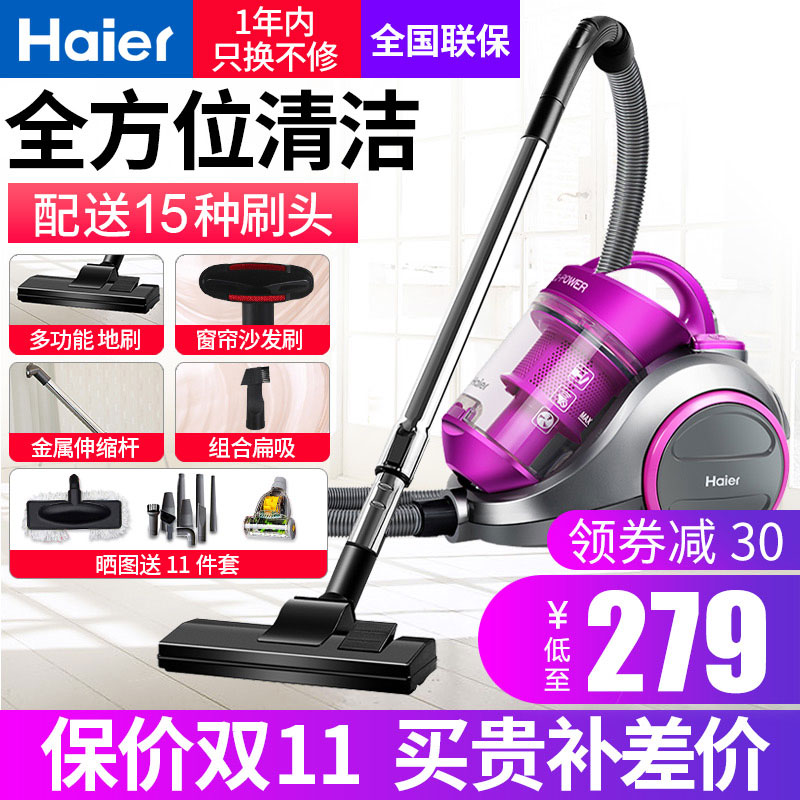 Haier
1年内
只换不修
全国联保
全方位清洁
配送15种刷头
多功能 地刷
窗帘沙发刷
金属伸缩杆
组合扁吸
晒图送 11 件套
Haier
MAX
Haier
领券减 30
¥
低至
279
保价双11 买贵补差价